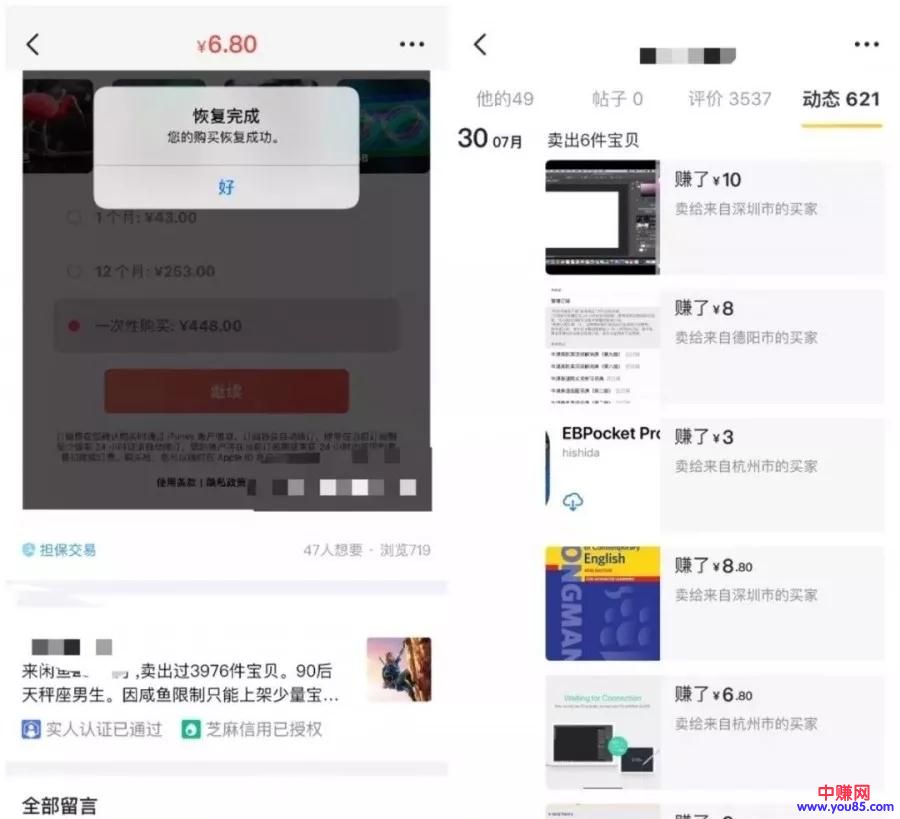 ¥6.80
恢复完成
您的购买恢复成功。
好
1 个月: ¥43.00
12 个月: ¥253.00
一次性购买: ¥448.00
继续
使用条款 | 隐私政策
担保交易
47人想要 · 浏览719
来闲鱼
,卖出过3976件宝贝。90后
天秤座男生。因咸鱼限制只能上架少量宝...
实人认证已通过
芝麻信用已授权
全部留言
他的49
帖子 0
评价 3537
动态 621
30 07月
卖出6件宝贝
赚了¥10
卖给来自深圳市的买家
赚了¥8
卖给来自德阳市的买家
EBPocket Pro
hishida
赚了¥3
卖给来自杭州市的买家
of Contemporary
English
LONGMAN
赚了¥8.80
卖给来自深圳市的买家
Waiting for Connection
赚了¥6.80
卖给来自杭州市的买家
中赚网
www.you85.com